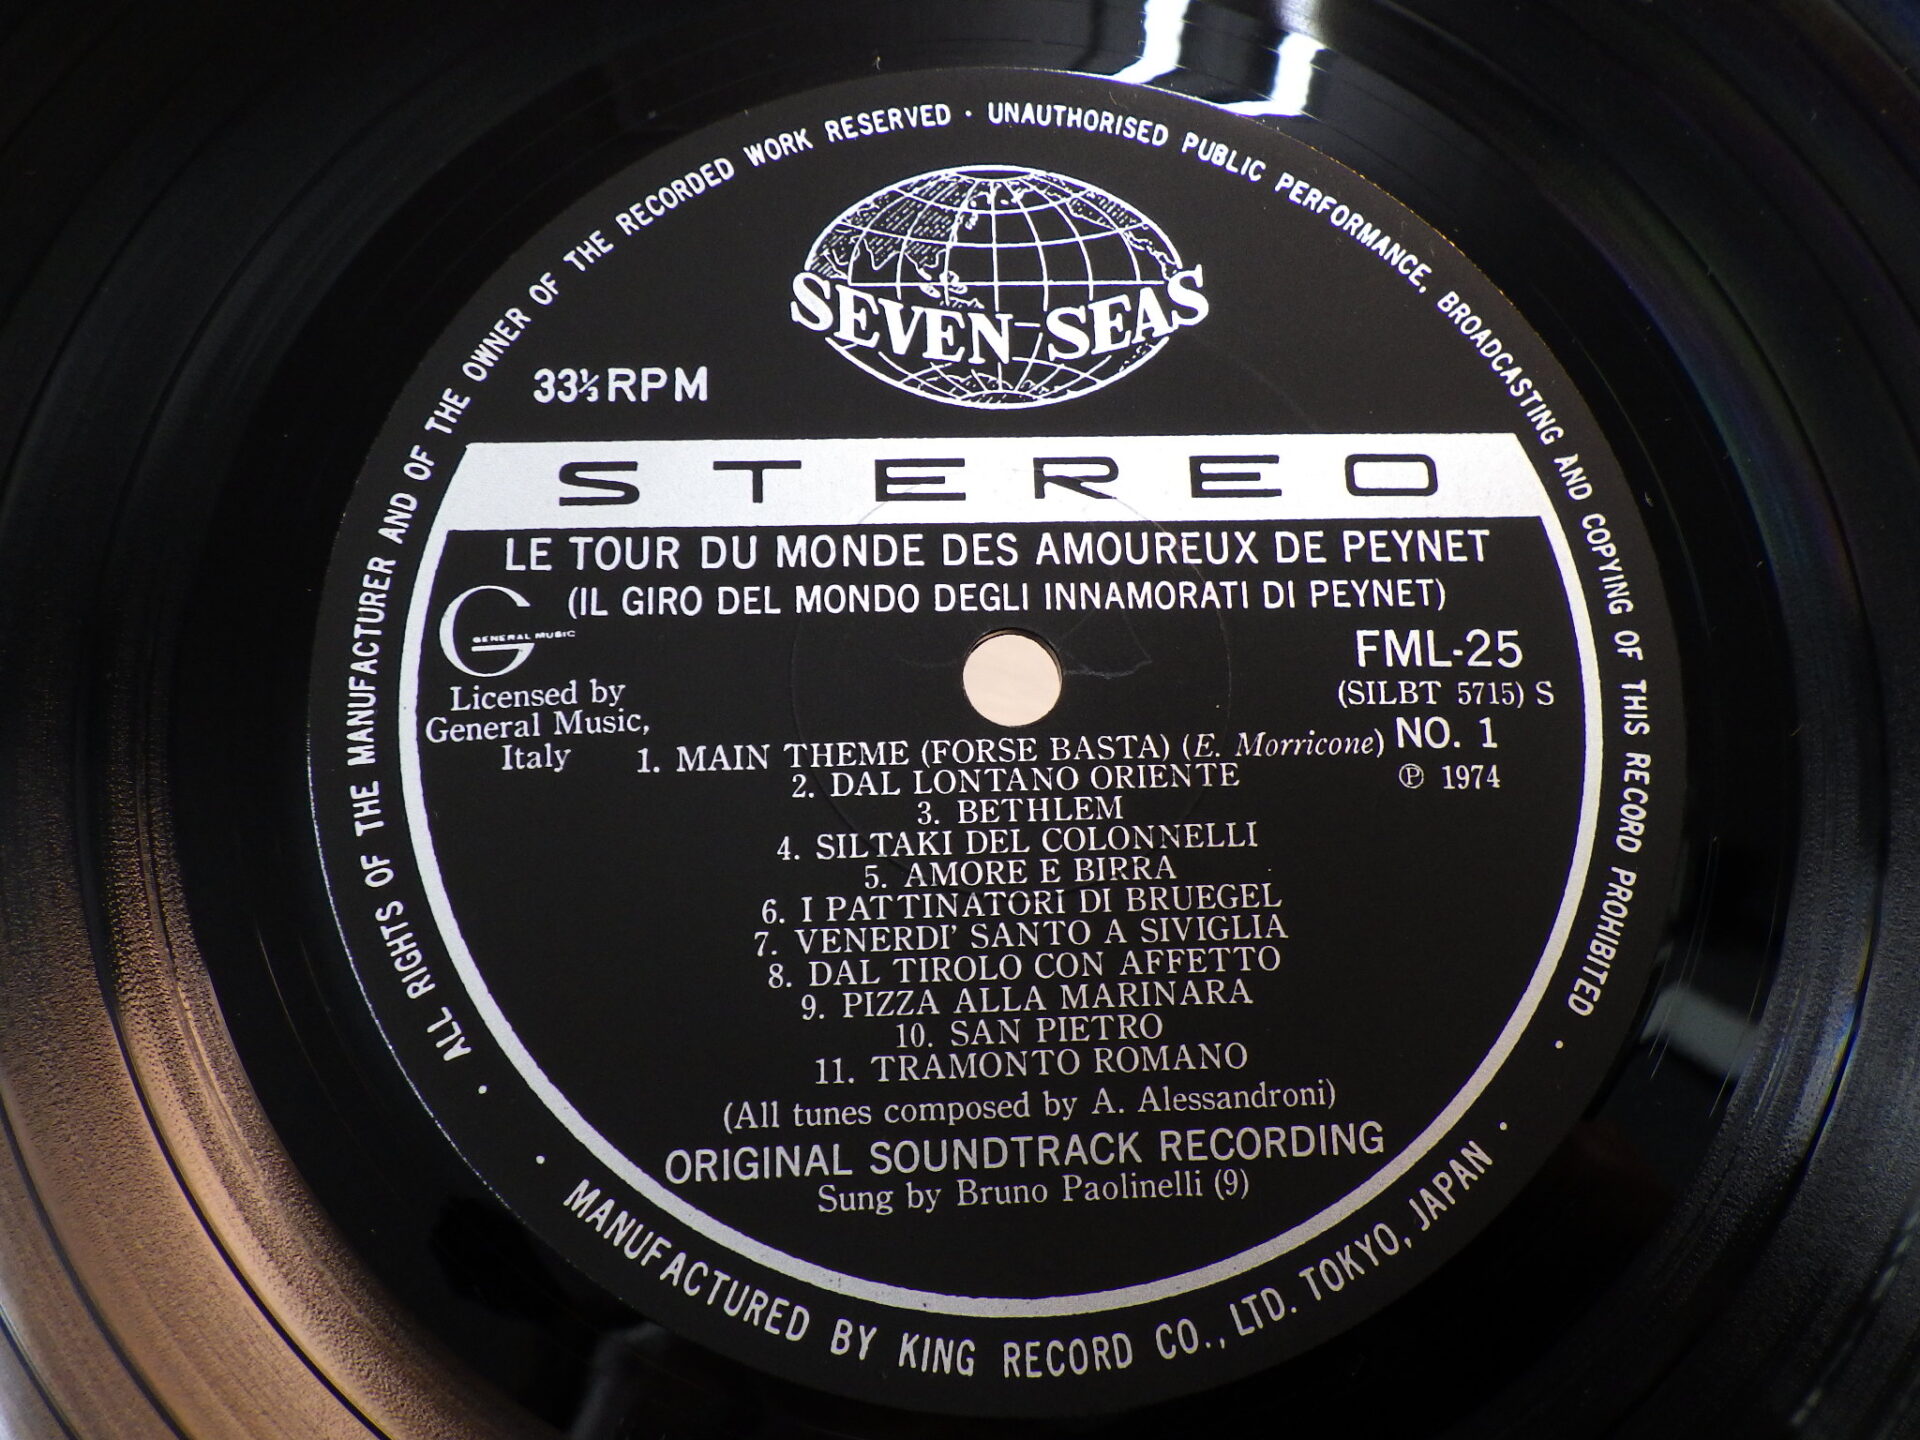 ALL RIGHTS OF THE MANUFACTURER AND OF THE OWNER OF THE RECORDED WORK RESERVED · UNAUTHORISED PUBLIC PERFORMANCE, BROADCASTING AND COPYING OF THIS RECORD PROHIBITED ·
SEVEN SEAS
33⅓ RPM
STEREO
LE TOUR DU MONDE DES AMOUREUX DE PEYNET
(IL GIRO DEL MONDO DEGLI INNAMORATI DI PEYNET)
G GENERAL MUSIC
Licensed by
General Music,
Italy
FML-25
(SILBT 5715) S
NO. 1
℗ 1974
1. MAIN THEME (FORSE BASTA) (E. Morricone)
2. DAL LONTANO ORIENTE
3. BETHLEM
4. SILTAKI DEL COLONNELLI
5. AMORE E BIRRA
6. I PATTINATORI DI BRUEGEL
7. VENERDI' SANTO A SIVIGLIA
8. DAL TIROLO CON AFFETTO
9. PIZZA ALLA MARINARA
10. SAN PIETRO
11. TRAMONTO ROMANO
(All tunes composed by A. Alessandroni)
ORIGINAL SOUNDTRACK RECORDING
Sung by Bruno Paolinelli (9)
· MANUFACTURED BY KING RECORD CO., LTD. TOKYO, JAPAN ·